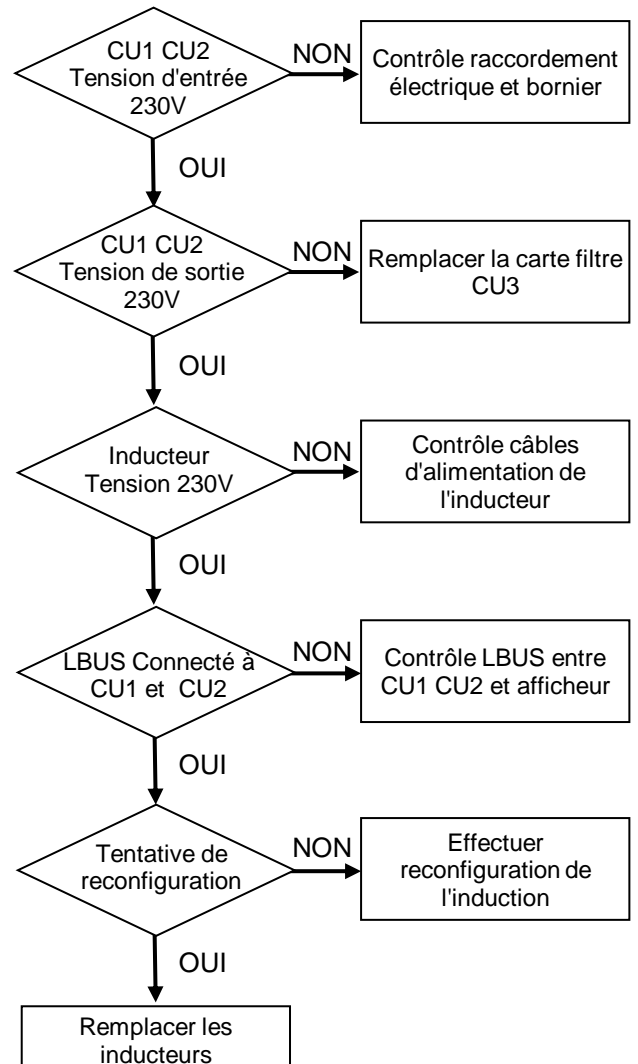 CU1 CU2
Tension d'entrée
230V
NON
Contrôle raccordement
électrique et bornier
OUI
CU1 CU2
Tension de sortie
230V
NON
Remplacer la carte filtre
CU3
OUI
Inducteur
Tension 230V
NON
Contrôle câbles
d'alimentation de
l'inducteur
OUI
LBUS Connecté à
CU1 et CU2
NON
Contrôle LBUS entre
CU1 CU2 et afficheur
OUI
Tentative de
reconfiguration
NON
Effectuer
reconfiguration de
l'induction
OUI
Remplacer les
inducteurs